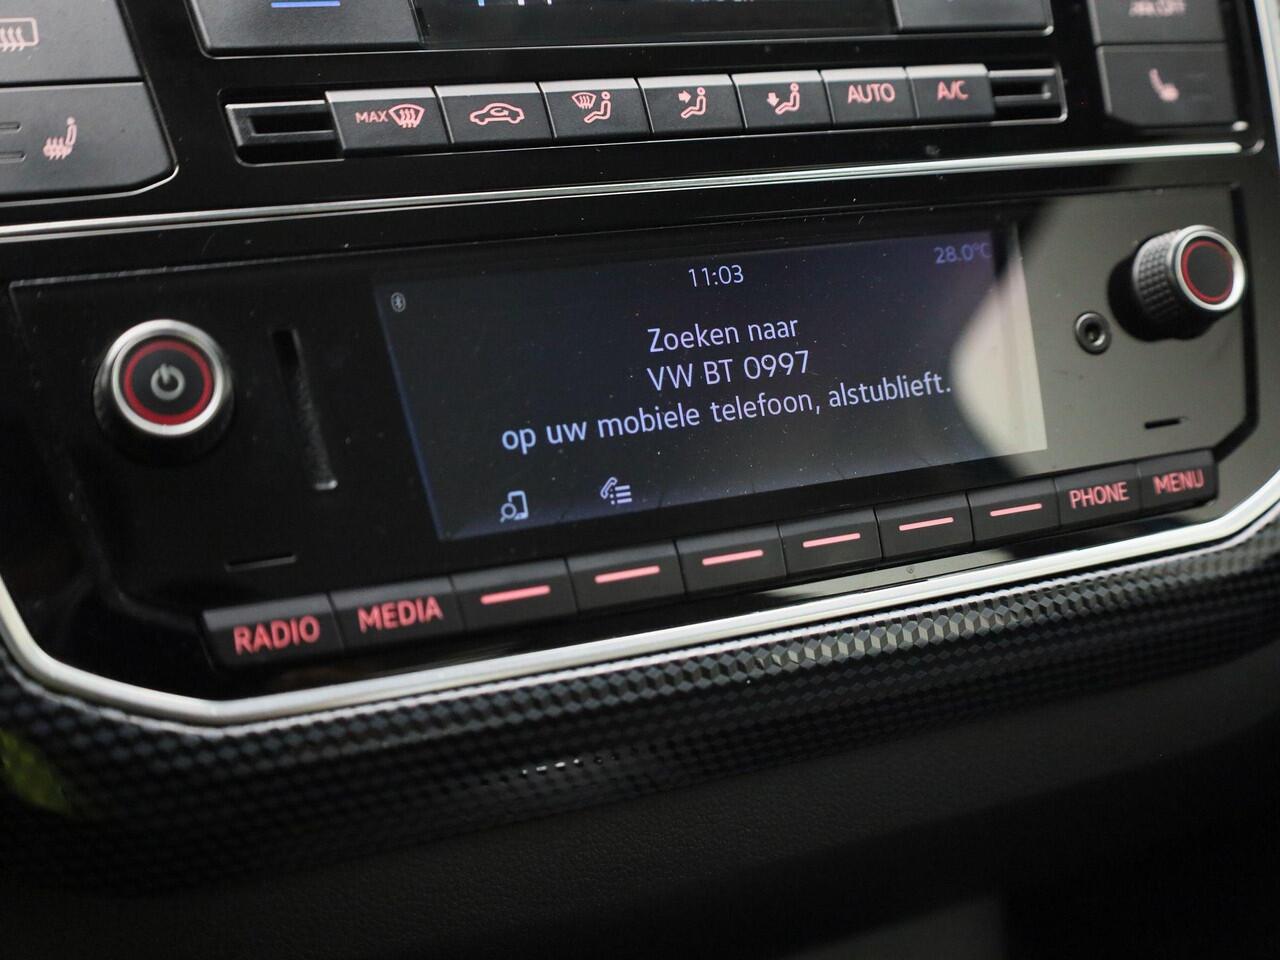 MAX
AUTO
A/C
28.0°C
11:03
Zoeken naar
VW BT 0997
op uw mobiele telefoon, alstublieft.
RADIO
MEDIA
PHONE
MENU